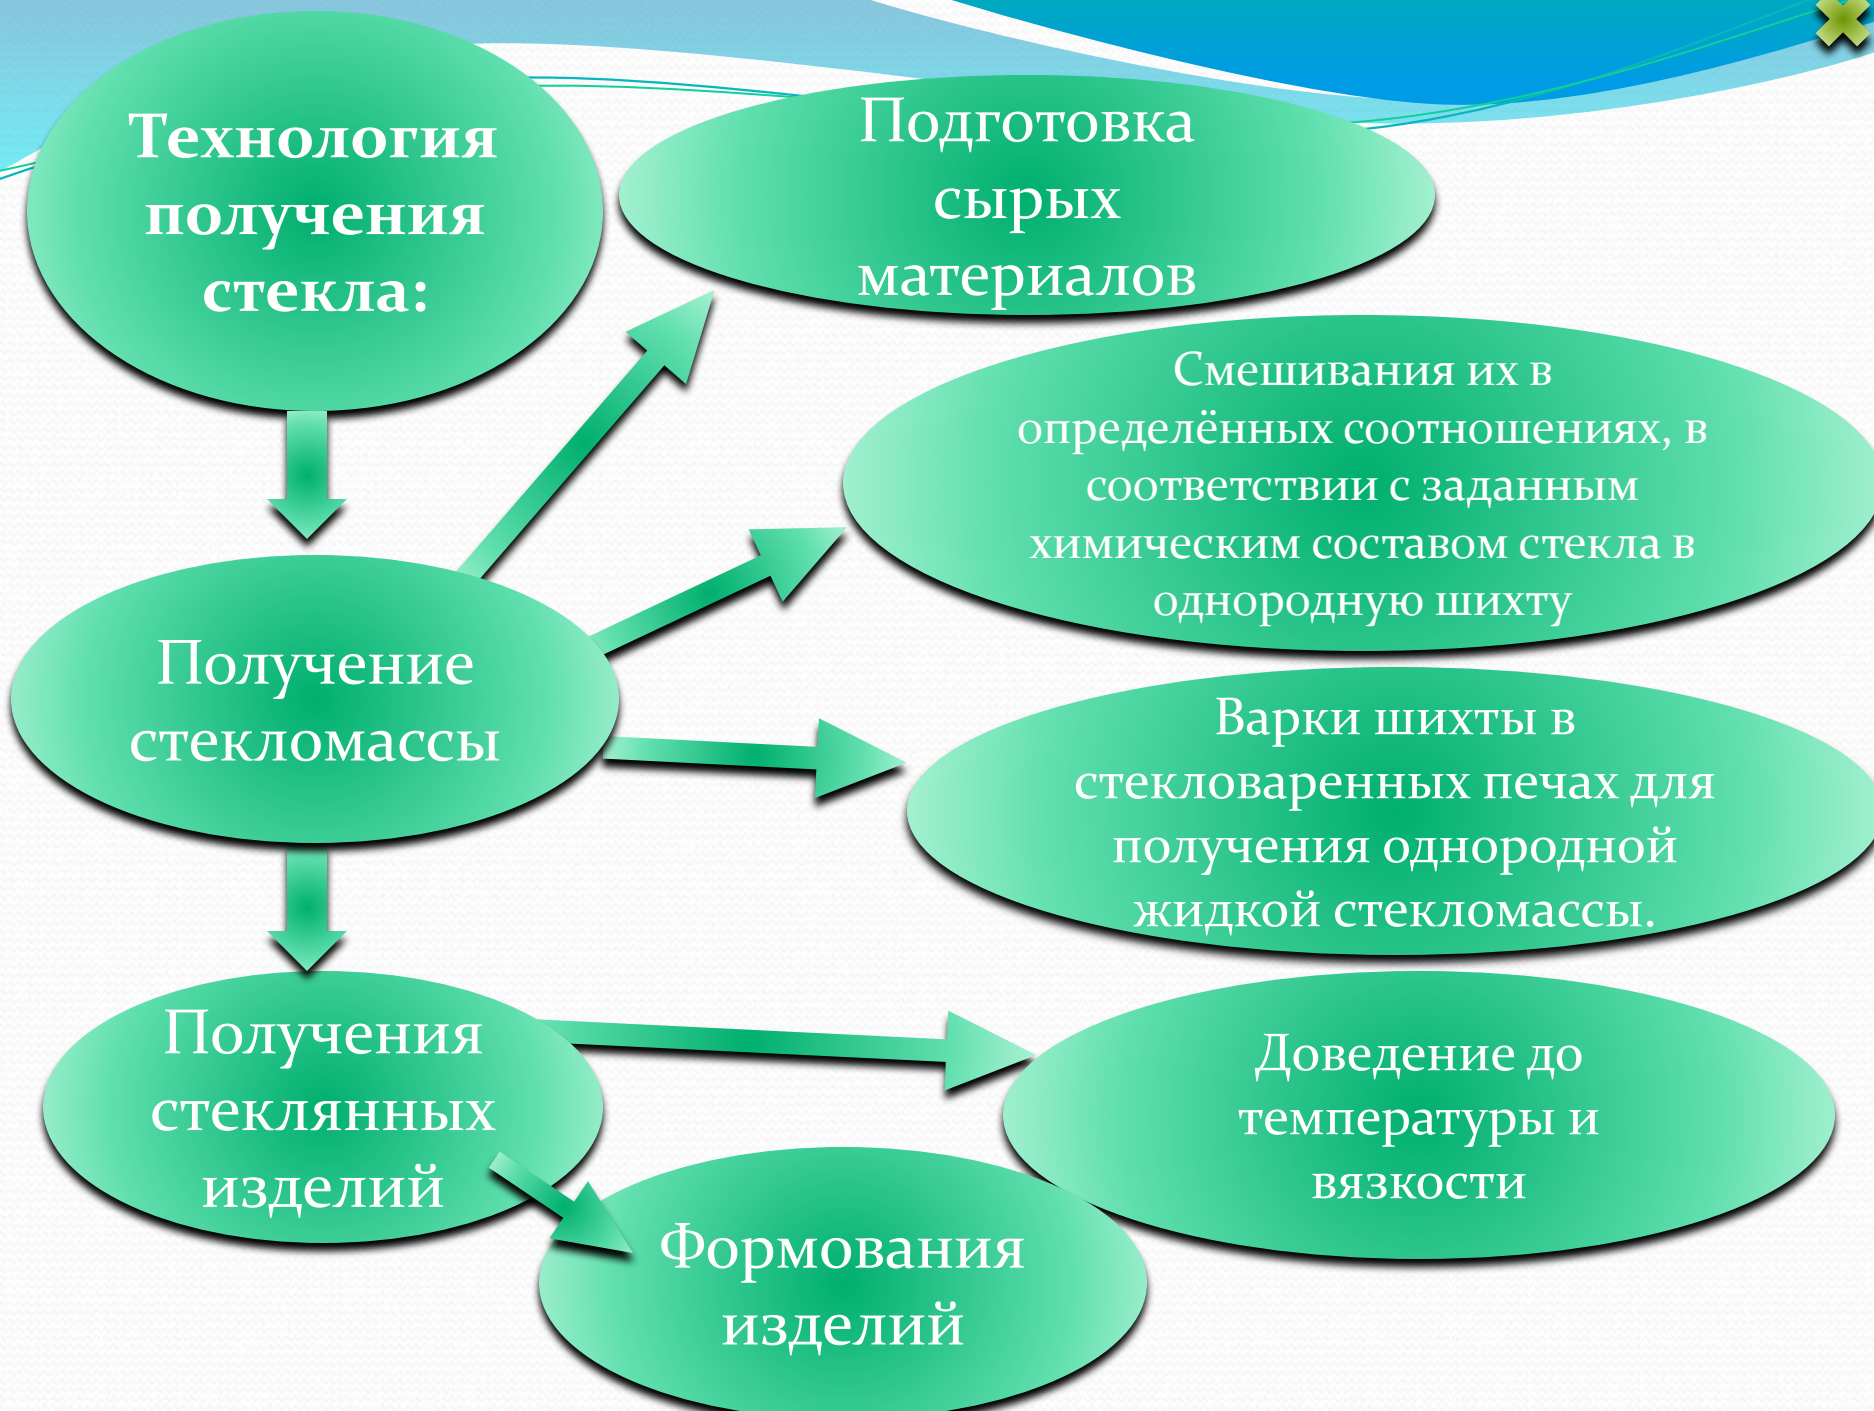 Технология
получения
стекла:
Подготовка
сырых
материалов
Смешивания их в
определённых соотношениях, в
соответствии с заданным
химическим составом стекла в
однородную шихту
Получение
стекломассы
Варки шихты в
стекловаренных печах для
получения однородной
жидкой стекломассы.
Получения
стеклянных
изделий
Доведение до
температуры и
вязкости
Формования
изделий